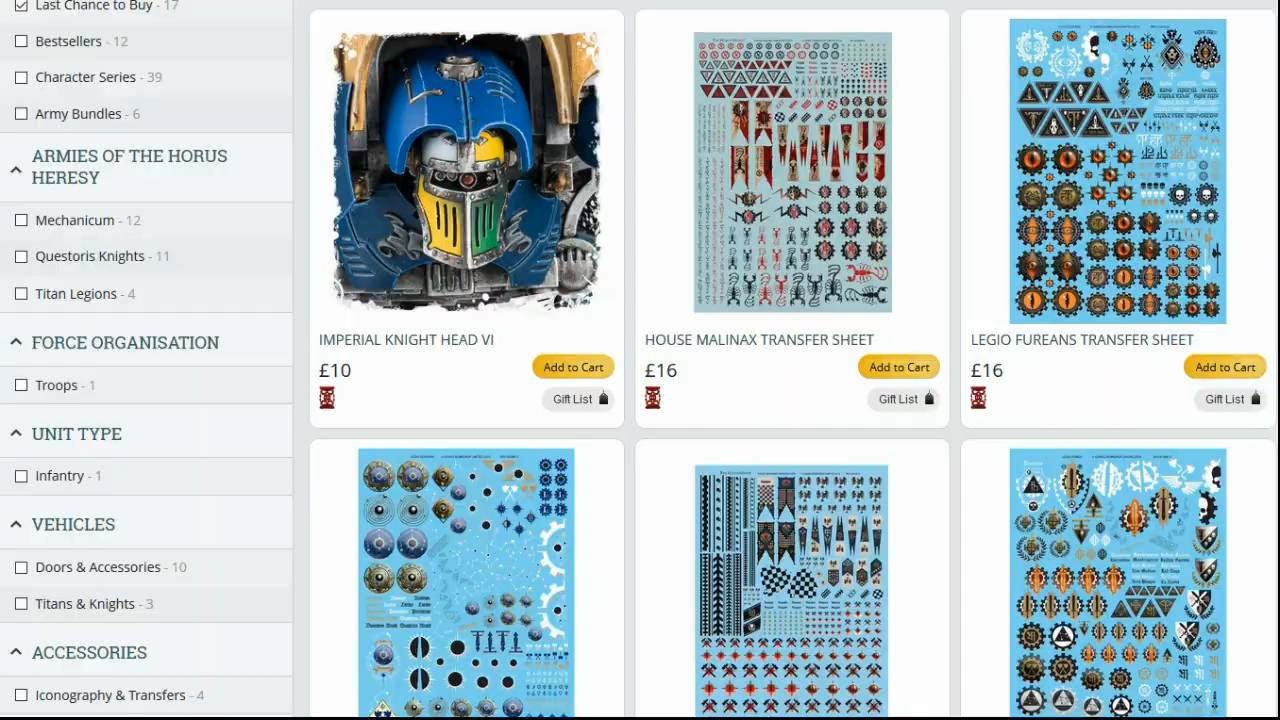 Last Chance to Buy - 17
Bestsellers - 12
Character Series - 39
Army Bundles - 6
ARMIES OF THE HORUS
HERESY
Mechanicum - 12
Questoris Knights - 11
Titan Legions - 4
FORCE ORGANISATION
Troops - 1
UNIT TYPE
Infantry - 1
VEHICLES
Doors & Accessories - 10
Titans & Knights - 3
ACCESSORIES
Iconography & Transfers - 4
IMPERIAL KNIGHT HEAD VI
£10
Add to Cart
Gift List
HOUSE MALINAX TRANSFER SHEET
£16
Add to Cart
Gift List
LEGIO FUREANS TRANSFER SHEET
£16
Add to Cart
Gift List